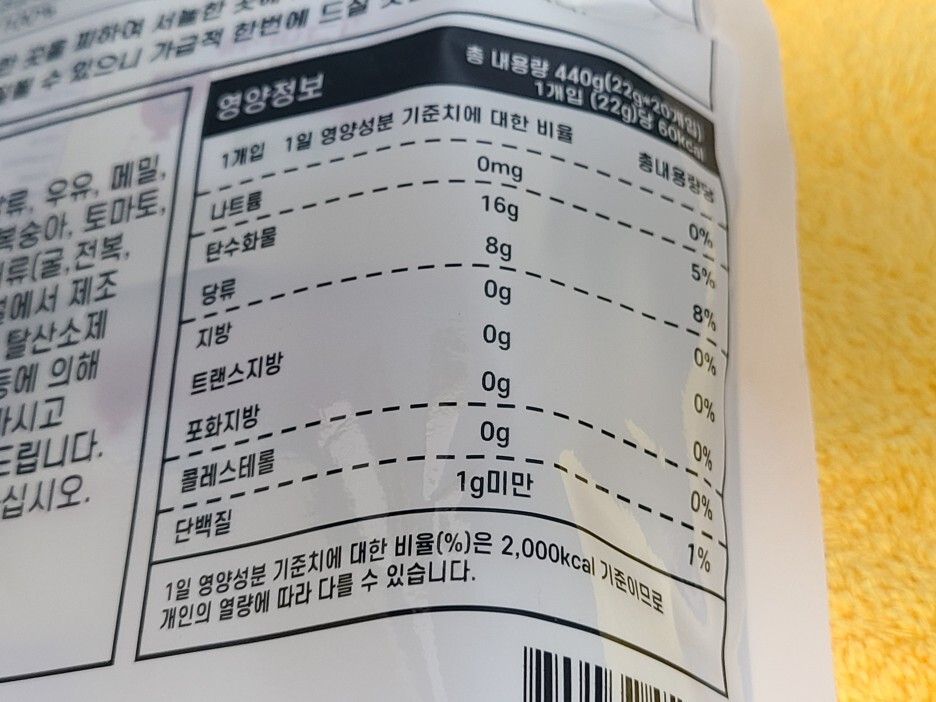 100%
한 곳을 피하여 서늘한 곳에
질될 수 있으니 가급적 한번에 드실
류, 우유, 메밀,
복숭아, 토마토,
류(굴,전복,
에서 제조
탈산소제
등에 의해
마시고
드립니다.
십시오.
영양정보
총 내용량 440g(22g*20개입)
1개입 (22g)당 60kcal
1개입 1일 영양성분 기준치에 대한 비율 총내용량당
나트륨 0mg 0%
탄수화물 16g 5%
당류 8g 8%
지방 0g 0%
트랜스지방 0g 0%
포화지방 0g 0%
콜레스테롤 0g 0%
단백질 1g미만 1%
1일 영양성분 기준치에 대한 비율(%)은 2,000kcal 기준이므로
개인의 열량에 따라 다를 수 있습니다.